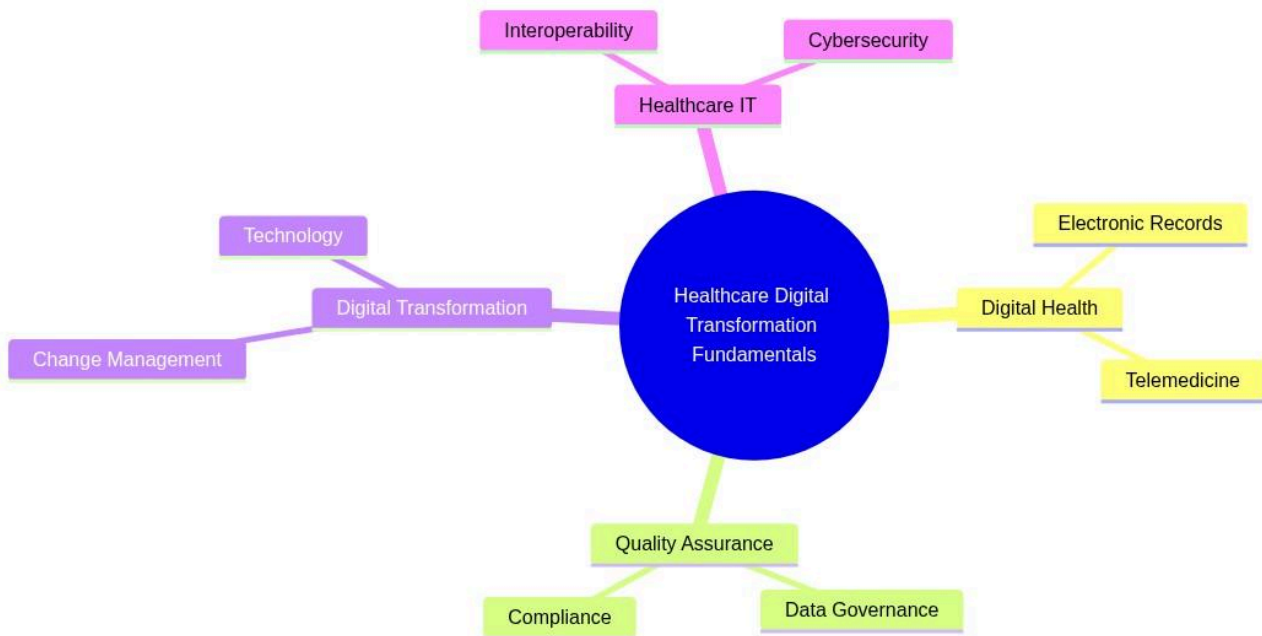 Interoperability
Cybersecurity
Healthcare IT
Technology
Electronic Records
Healthcare Digital
Transformation
Fundamentals
Digital Transformation
Digital Health
Change Management
Telemedicine
Quality Assurance
Compliance
Data Governance